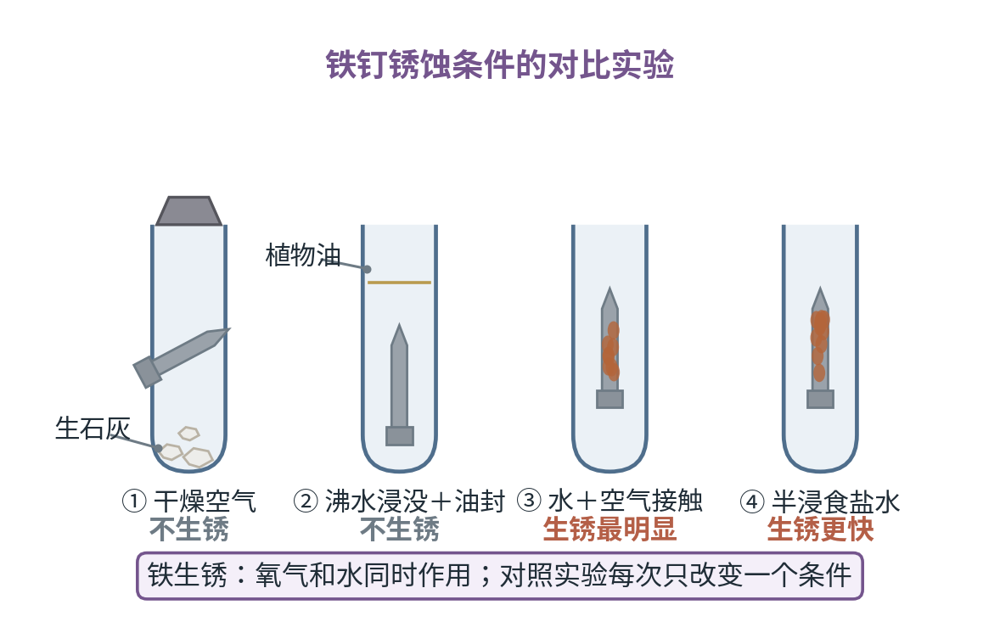 铁钉锈蚀条件的对比实验
植物油
生石灰
① 干燥空气
不生锈
② 沸水浸没＋油封
不生锈
③ 水＋空气接触
生锈最明显
④ 半浸食盐水
生锈更快
铁生锈：氧气和水同时作用；对照实验每次只改变一个条件